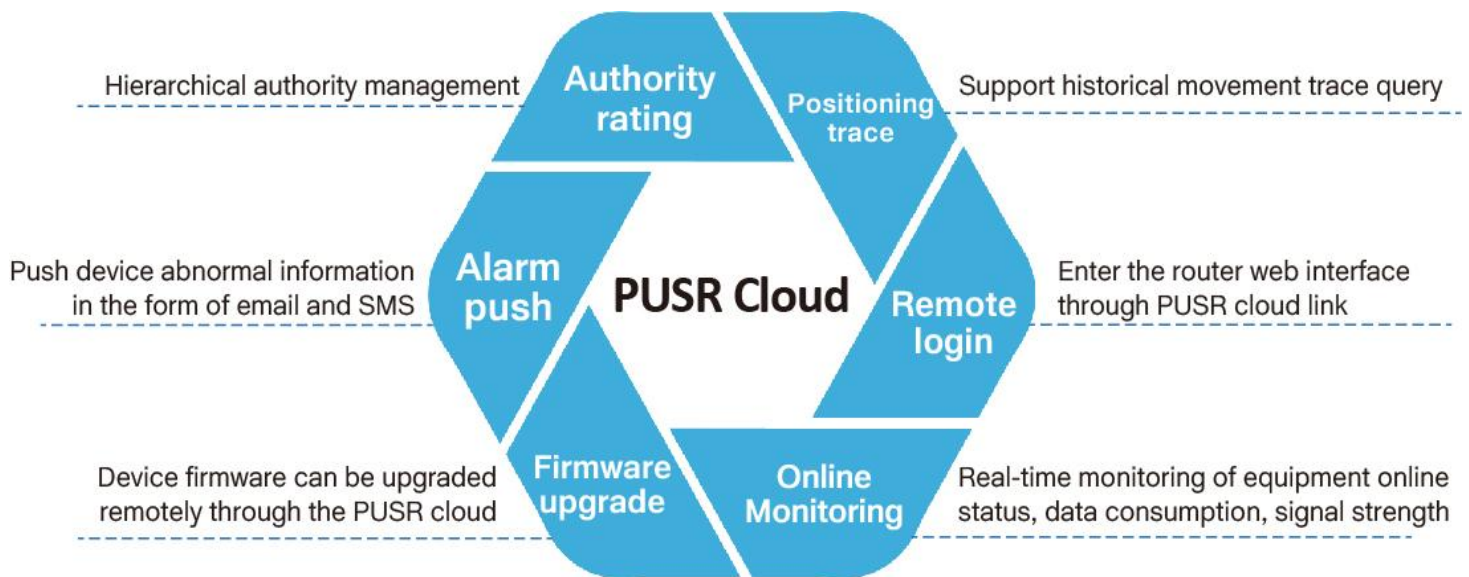 Hierarchical authority management
Authority
rating
Positioning
trace
Support historical movement trace query
Push device abnormal information
in the form of email and SMS
Alarm
push
PUSR Cloud
Remote
login
Enter the router web interface
through PUSR cloud link
Device firmware can be upgraded
remotely through the PUSR cloud
Firmware
upgrade
Online
Monitoring
Real-time monitoring of equipment online
status, data consumption, signal strength